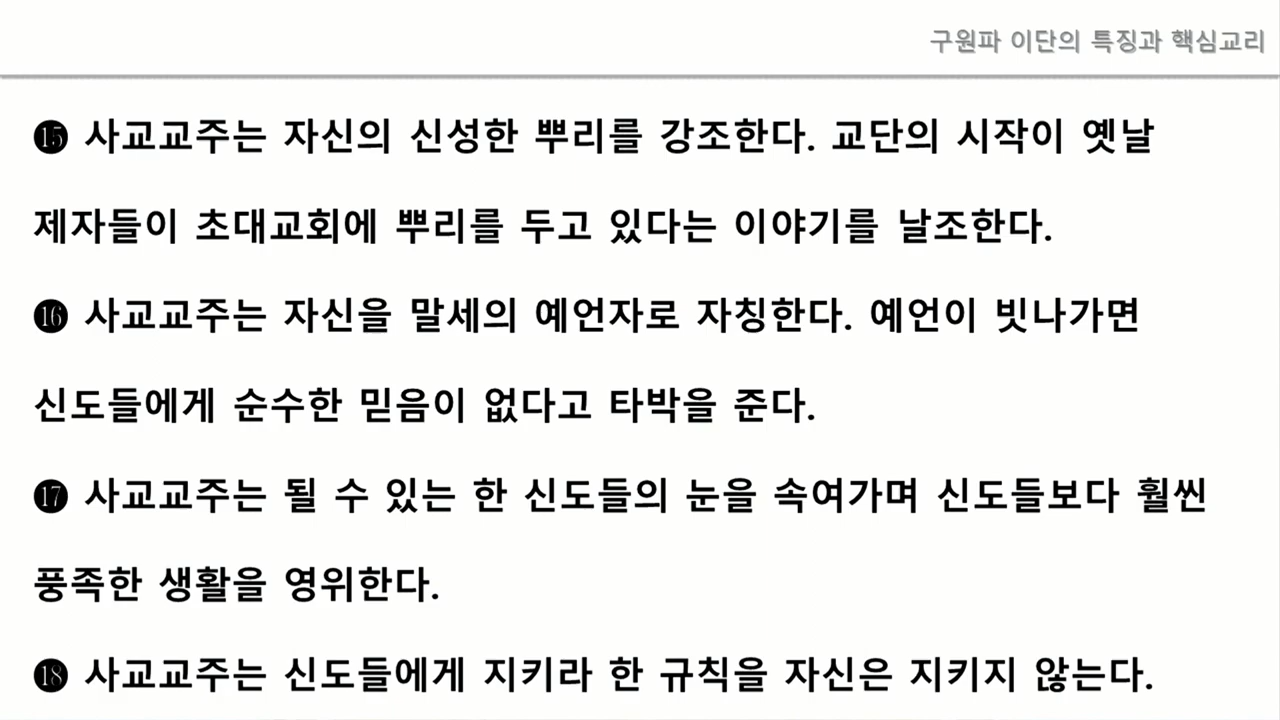 구원파 이단의 특징과 핵심교리
⓯ 사교교주는 자신의 신성한 뿌리를 강조한다. 교단의 시작이 옛날
제자들이 초대교회에 뿌리를 두고 있다는 이야기를 날조한다.
⓰ 사교교주는 자신을 말세의 예언자로 자칭한다. 예언이 빗나가면
신도들에게 순수한 믿음이 없다고 타박을 준다.
⓱ 사교교주는 될 수 있는 한 신도들의 눈을 속여가며 신도들보다 훨씬
풍족한 생활을 영위한다.
⓲ 사교교주는 신도들에게 지키라 한 규칙을 자신은 지키지 않는다.